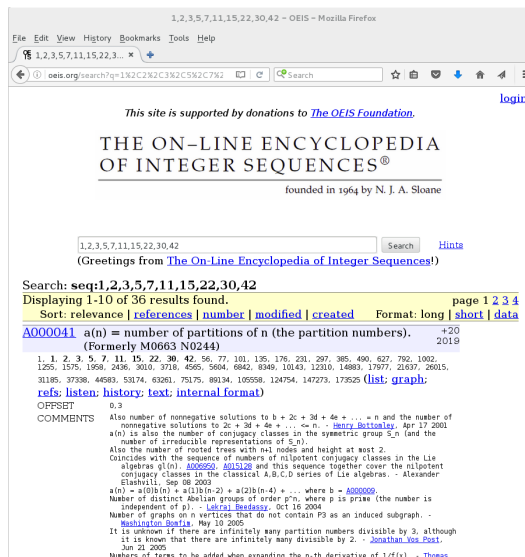 1,2,3,5,7,11,15,22,30,42 - OEIS - Mozilla Firefox
File Edit View History Bookmarks Tools Help
1,2,3,5,7,11,15,22,3...
oeis.org/search?q=1%2C2%2C3%2C5%2C7%2
Search
login
This site is supported by donations to The OEIS Foundation.
THE ON-LINE ENCYCLOPEDIA
OF INTEGER SEQUENCES®
founded in 1964 by N. J. A. Sloane
1,2,3,5,7,11,15,22,30,42 Search Hints
(Greetings from The On-Line Encyclopedia of Integer Sequences!)
Search: seq:1,2,3,5,7,11,15,22,30,42
Displaying 1-10 of 36 results found. page 1 2 3 4
Sort: relevance | references | number | modified | created Format: long | short | data
A000041 a(n) = number of partitions of n (the partition numbers). +20
(Formerly M0663 N0244) 2019
1, 1, 2, 3, 5, 7, 11, 15, 22, 30, 42, 56, 77, 101, 135, 176, 231, 297, 385, 490, 627, 792, 1002,
1255, 1575, 1958, 2436, 3010, 3718, 4565, 5604, 6842, 8349, 10143, 12310, 14883, 17977, 21637, 26015,
31185, 37338, 44583, 53174, 63261, 75175, 89134, 105558, 124754, 147273, 173525 (list; graph;
refs; listen; history; text; internal format)
OFFSET 0,3
COMMENTS Also number of nonnegative solutions to b + 2c + 3d + 4e + ... = n and the number of
nonnegative solutions to 2c + 3d + 4e + ... <= n. - Henry Bottomley, Apr 17 2001
a(n) is also the number of conjugacy classes in the symmetric group S_n (and the
number of irreducible representations of S_n).
Also the number of rooted trees with n+1 nodes and height at most 2.
Coincides with the sequence of numbers of nilpotent conjugacy classes in the Lie
algebras gl(n). A006950, A015128 and this sequence together cover the nilpotent
conjugacy classes in the classical A,B,C,D series of Lie algebras. - Alexander
Elashvili, Sep 08 2003
a(n) = a(0)b(n) + a(1)b(n-2) + a(2)b(n-4) + ... where b = A000009.
Number of distinct Abelian groups of order p^n, where p is prime (the number is
independent of p). - Lekraj Beedassy, Oct 16 2004
Number of graphs on n vertices that do not contain P3 as an induced subgraph. -
Washington Bomfim, May 10 2005
It is unknown if there are infinitely many partition numbers divisible by 3, although
it is known that there are infinitely many divisible by 2. - Jonathan Vos Post,
Jun 21 2005
Numbers of terms to be added when expanding the n-th derivative of 1/f(x). - Thomas